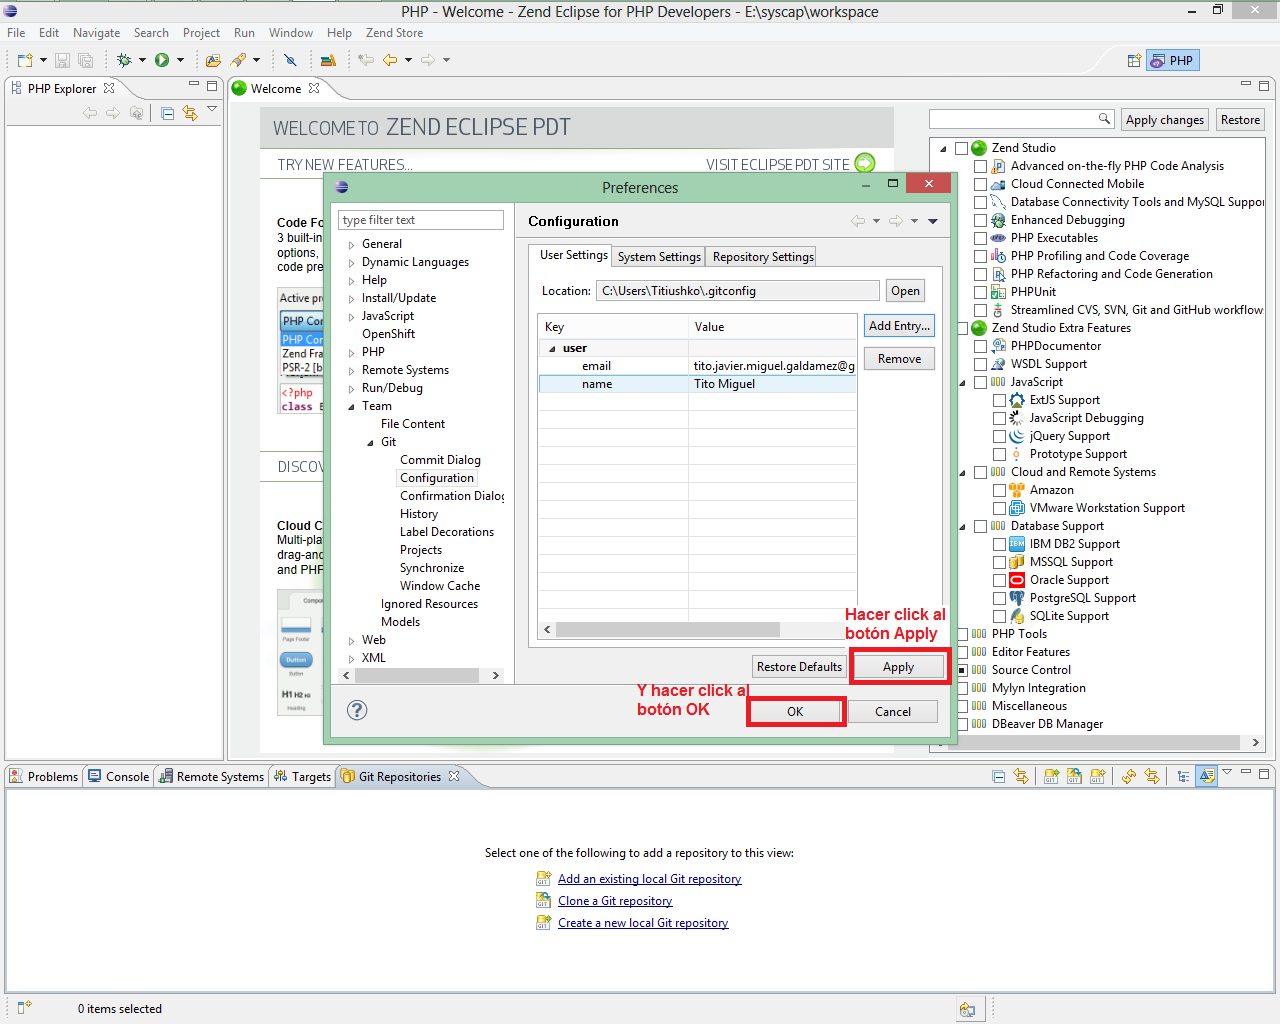 PHP - Welcome - Zend Eclipse for PHP Developers - E:\syscap\workspace
File Edit Navigate Search Project Run Window Help Zend Store
PHP
PHP Explorer
Welcome
WELCOME TO ZEND ECLIPSE PDT
TRY NEW FEATURES...
VISIT ECLIPSE PDT SITE
Code Fo
3 built-in
options,
code pre
Active pr
PHP Con
PHP Con
Zend Fra
PSR-2 [b
<?php
class
DISCOV
Cloud C
Multi-pla
drag-and
and PHP
Compo
Page Footer
Button
Button
H1 H2 H3
Heading
Preferences
type filter text
General
Dynamic Languages
Help
Install/Update
JavaScript
OpenShift
PHP
Remote Systems
Run/Debug
Team
File Content
Git
Commit Dialog
Configuration
Confirmation Dialog
History
Label Decorations
Projects
Synchronize
Window Cache
Ignored Resources
Models
Web
XML
Configuration
User Settings System Settings Repository Settings
Location: C:\Users\Titiushko\.gitconfig Open
Key Value
user
email tito.javier.miguel.galdamez@g
name Tito Miguel
Add Entry...
Remove
Hacer click al
botón Apply
Restore Defaults Apply
Y hacer click al
botón OK
OK Cancel
Apply changes Restore
Zend Studio
Advanced on-the-fly PHP Code Analysis
Cloud Connected Mobile
Database Connectivity Tools and MySQL Suppor
Enhanced Debugging
PHP Executables
PHP Profiling and Code Coverage
PHP Refactoring and Code Generation
PHPUnit
Streamlined CVS, SVN, Git and GitHub workflow
Zend Studio Extra Features
PHPDocumentor
WSDL Support
JavaScript
ExtJS Support
JavaScript Debugging
jQuery Support
Prototype Support
Cloud and Remote Systems
Amazon
VMware Workstation Support
Database Support
IBM DB2 Support
MSSQL Support
Oracle Support
PostgreSQL Support
SQLite Support
PHP Tools
Editor Features
Source Control
Mylyn Integration
Miscellaneous
DBeaver DB Manager
Problems Console Remote Systems Targets Git Repositories
Select one of the following to add a repository to this view:
Add an existing local Git repository
Clone a Git repository
Create a new local Git repository
0 items selected